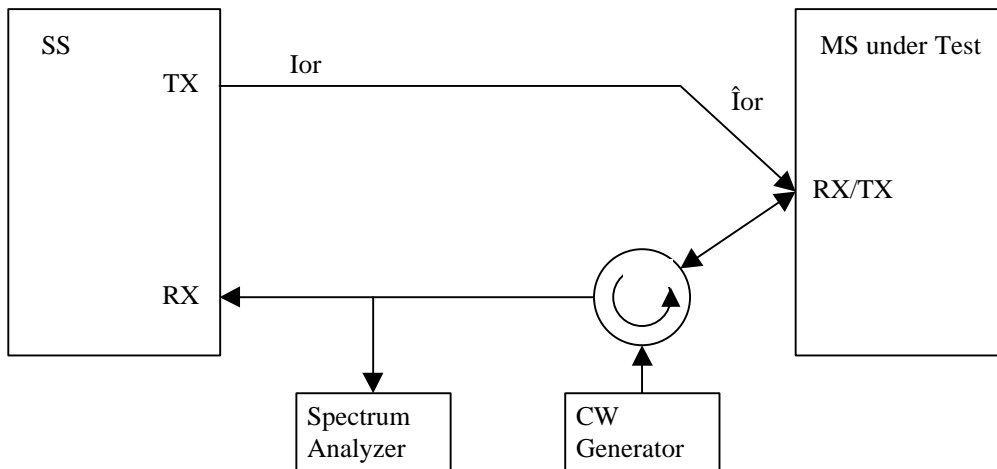 SS
MS under Test
TX
Ior
Îor
RX/TX
RX
Spectrum
Analyzer
CW
Generator